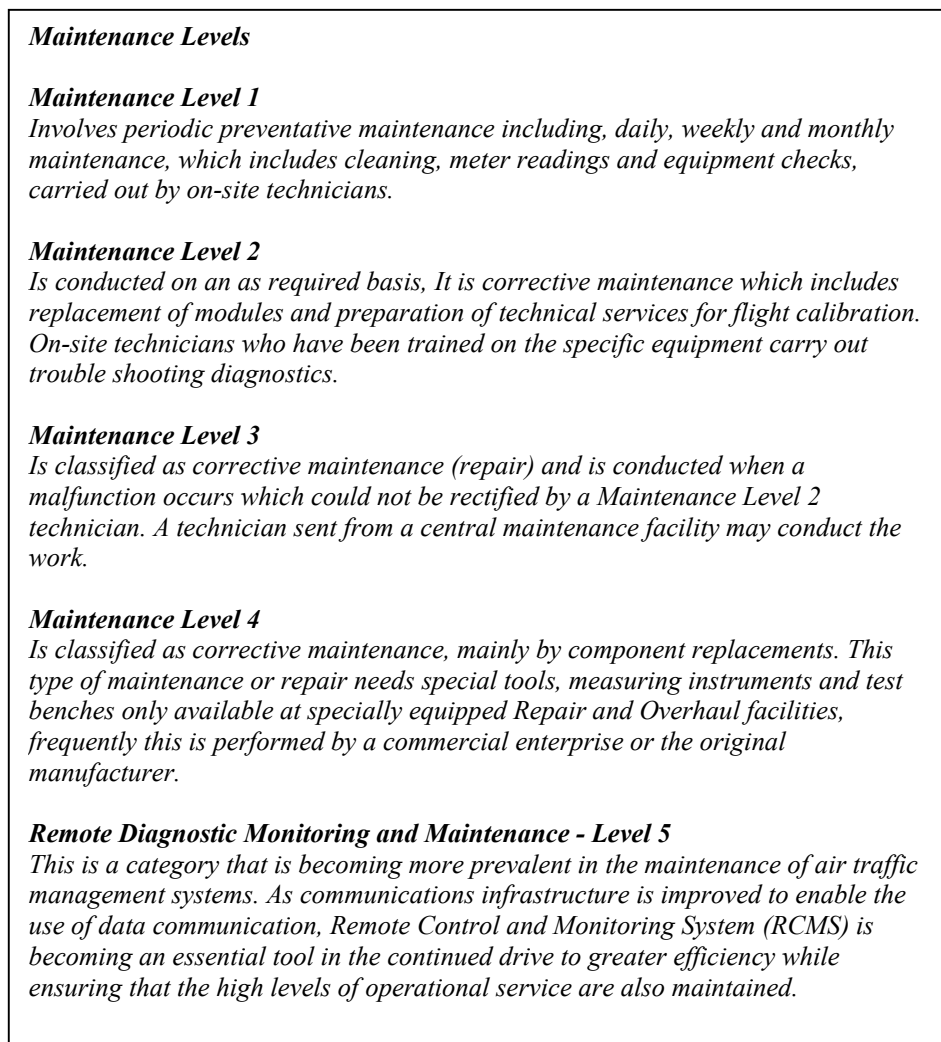 Maintenance Levels
Maintenance Level 1
Involves periodic preventative maintenance including, daily, weekly and monthly
maintenance, which includes cleaning, meter readings and equipment checks,
carried out by on-site technicians.
Maintenance Level 2
Is conducted on an as required basis, It is corrective maintenance which includes
replacement of modules and preparation of technical services for flight calibration.
On-site technicians who have been trained on the specific equipment carry out
trouble shooting diagnostics.
Maintenance Level 3
Is classified as corrective maintenance (repair) and is conducted when a
malfunction occurs which could not be rectified by a Maintenance Level 2
technician. A technician sent from a central maintenance facility may conduct the
work.
Maintenance Level 4
Is classified as corrective maintenance, mainly by component replacements. This
type of maintenance or repair needs special tools, measuring instruments and test
benches only available at specially equipped Repair and Overhaul facilities,
frequently this is performed by a commercial enterprise or the original
manufacturer.
Remote Diagnostic Monitoring and Maintenance - Level 5
This is a category that is becoming more prevalent in the maintenance of air traffic
management systems. As communications infrastructure is improved to enable the
use of data communication, Remote Control and Monitoring System (RCMS) is
becoming an essential tool in the continued drive to greater efficiency while
ensuring that the high levels of operational service are also maintained.